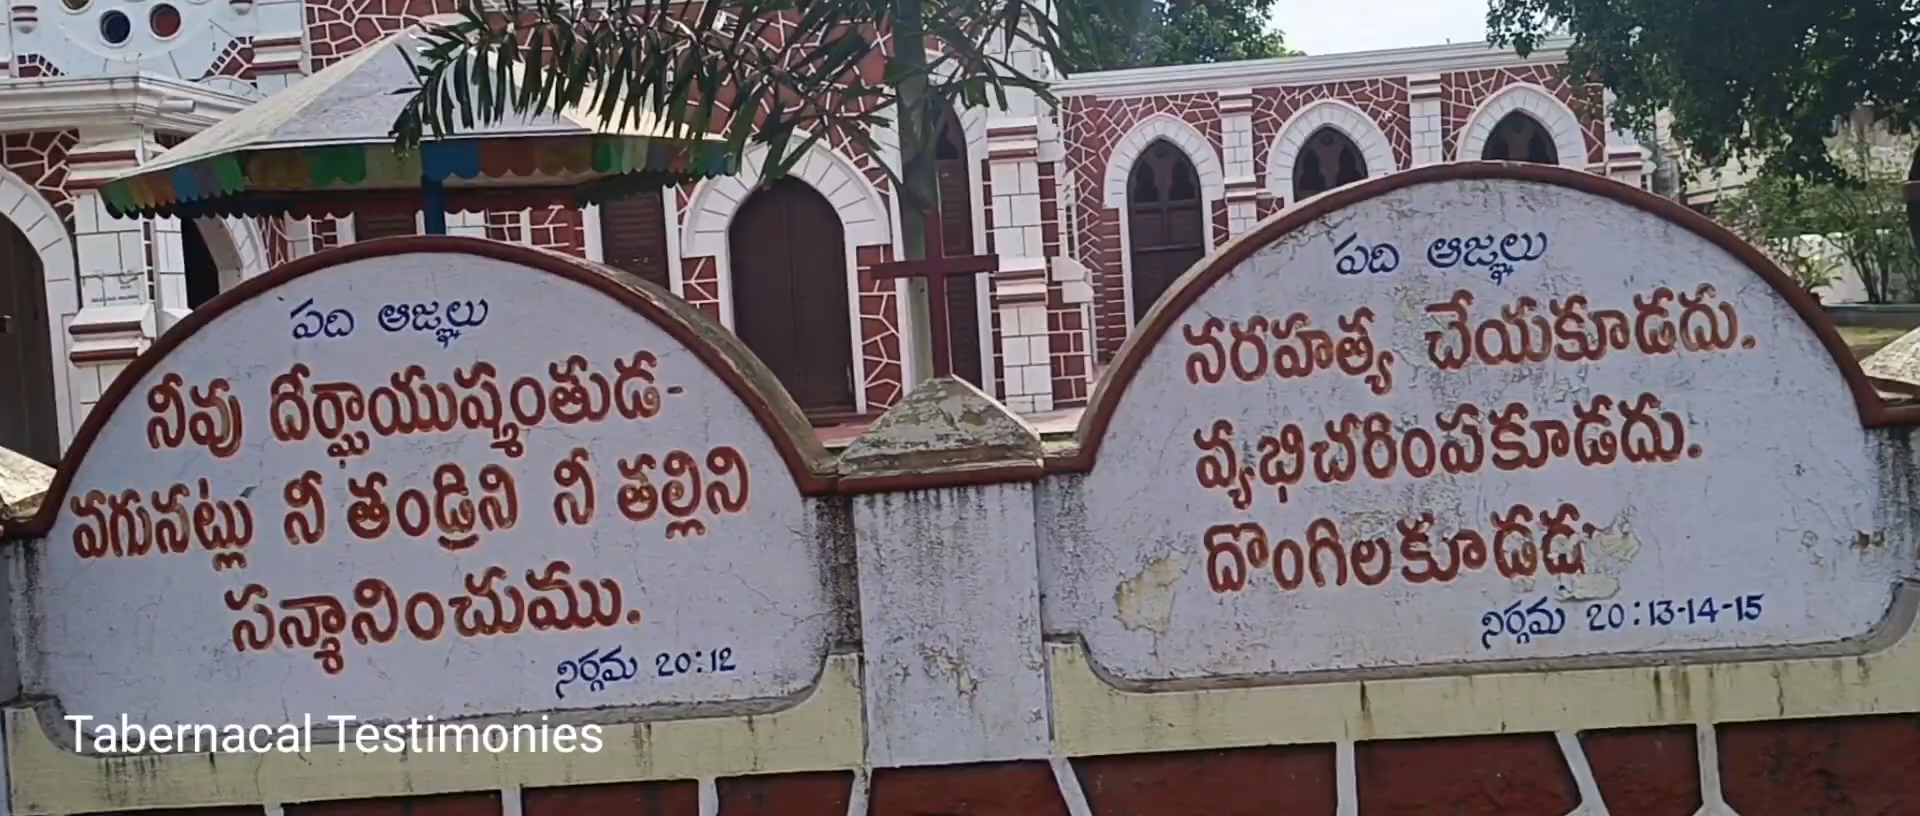 పది ఆజ్ఞలు
నీవు దీర్ఘాయుష్మంతుడ-
వగునట్లు నీ తండ్రిని నీ తల్లిని
సన్మానించుము.
నిర్గమ 20:12
పది ఆజ్ఞలు
నరహత్య చేయకూడదు.
వ్యభిచరింపకూడదు.
దొంగిలకూడదు
నిర్గమ 20:13-14-15
Tabernacal Testimonies